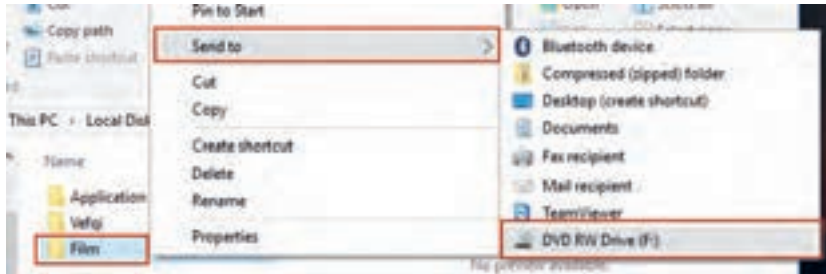 Pin to Start
Copy path
Paste shortcut
Send to
Cut
Copy
Create shortcut
Delete
Rename
Properties
This PC › Local Disk
Name
Application
Vefqi
Film
Bluetooth device
Compressed (zipped) folder
Desktop (create shortcut)
Documents
Fax recipient
Mail recipient
TeamViewer
DVD RW Drive (F:)
No preview available.